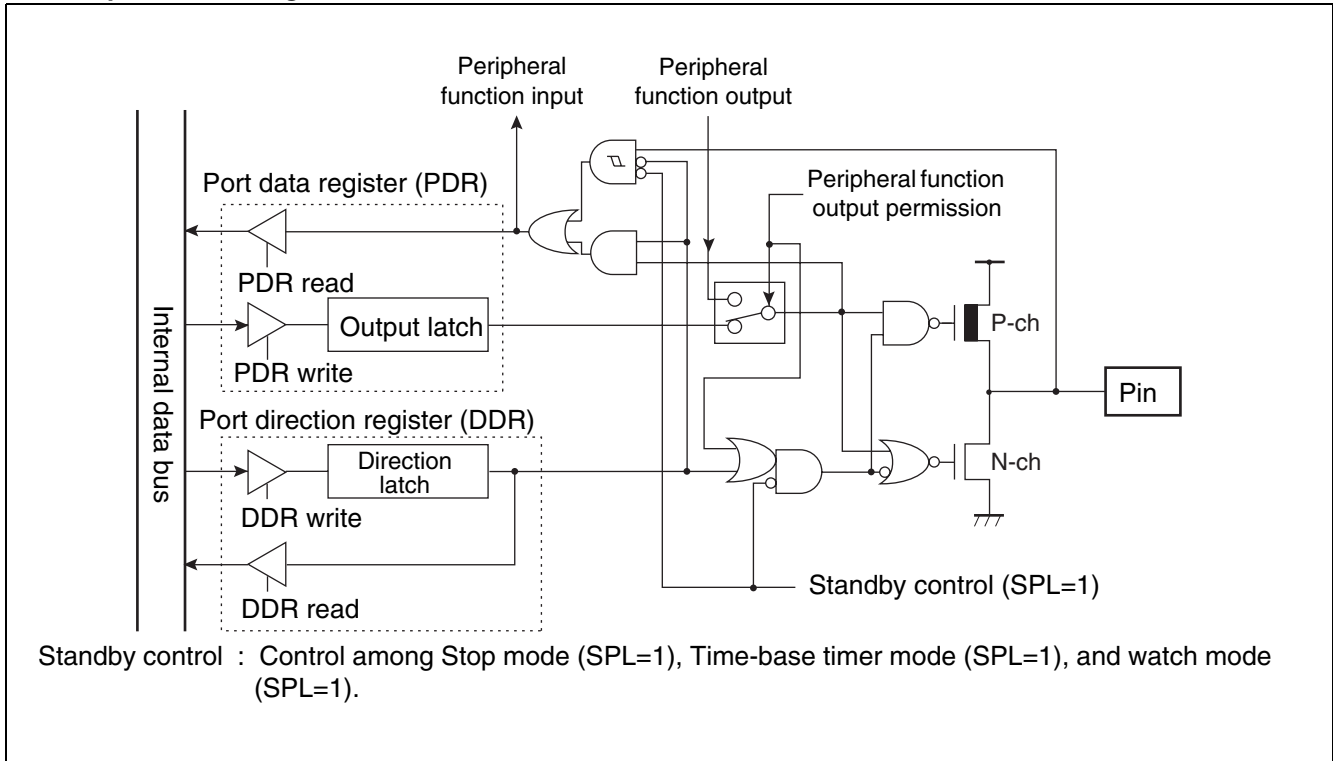 Peripheral
function input
Peripheral
function output
Port data register (PDR)
Peripheral function
output permission
PDR read
Output latch
PDR write
P-ch
Pin
N-ch
Internal data bus
Port direction register (DDR)
Direction
latch
DDR write
DDR read
Standby control (SPL=1)
Standby control : Control among Stop mode (SPL=1), Time-base timer mode (SPL=1), and watch mode
(SPL=1).